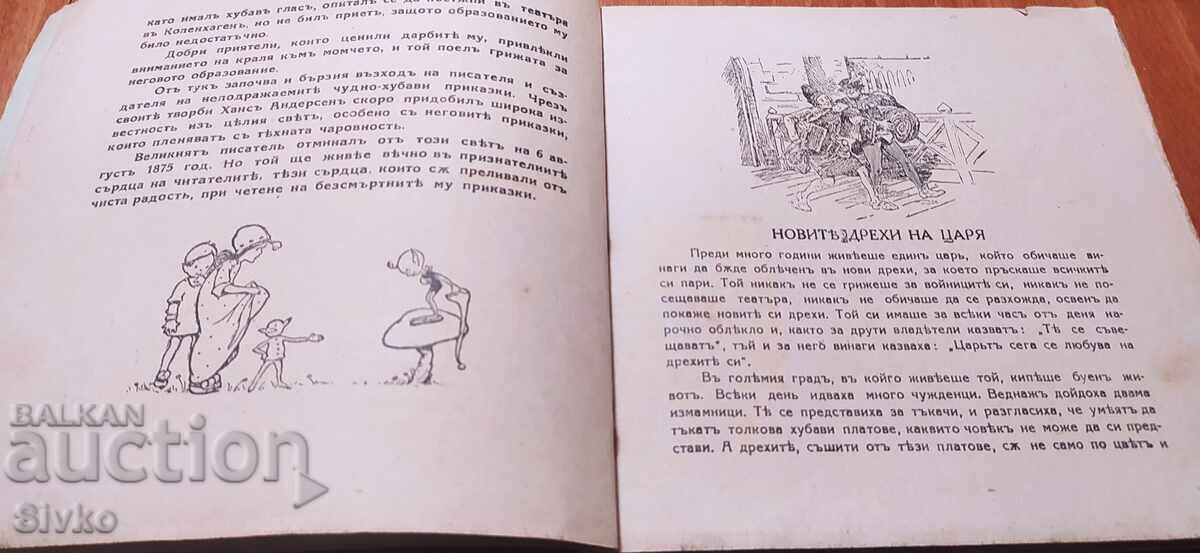 като ималъ хубавъ гласъ, опиталъ се да постѫпи въ театъра
въ Копенхагенъ, но не билъ приетъ, защото образованието му
било недостатъчно.
Добри приятели, които ценили дарбитѣ му, привлѣкли
вниманието на краля къмъ момчето, и той поелъ грижата за
неговото образование.
Отъ тукъ започва и бързия възходъ на писателя и съз-
дателя на неподражаемитѣ чудно-хубави приказки. Чрезъ
своитѣ творби Хансъ Андерсенъ скоро придобилъ широка из-
вестность изъ цѣлия свѣтъ, особено съ неговитѣ приказки,
които пленяватъ съ тѣхната чаровность.
Великиятъ писатель отминалъ отъ този свѣтъ на 6 ав-
густъ 1875 год. Но той ще живѣе вѣчно въ признателнитѣ
сърдца на читателитѣ, тѣзи сърдца, които сѫ преливали отъ
чиста радость, при четене на безсмъртнитѣ му приказки.
НОВИТѢ ДРЕХИ НА ЦАРЯ
Преди много години живѣеше единъ царь, който обичаше ви-
наги да бѫде облѣченъ въ нови дрехи, за което пръскаше всичкитѣ
си пари. Той никакъ не се грижеше за войницитѣ си, никакъ не по-
сещаваше театъра, никакъ не обичаше да се разхожда, освенъ да
покаже новитѣ си дрехи. Той си имаше за всѣки часъ отъ деня на-
рочно облѣкло и, както за други владѣтели казватъ: „Тѣ се съве-
щаватъ", тъй и за него винаги казваха: „Царьтъ сега се любува на
дрехитѣ си".
Въ голѣмия градъ, въ който живѣеше той, кипѣше буенъ жи-
вотъ. Всѣки день идваха много чужденци. Веднажъ дойдоха двама
измамници. Тѣ се представиха за тъкачи, и разгласиха, че умѣятъ да
тъкатъ толкова хубави платове, каквито човѣкъ не може да си пред-
стави. А дрехитѣ, съшити отъ тѣзи платове, сѫ не само по цвѣтъ и
BALKAN
auction
Sivko